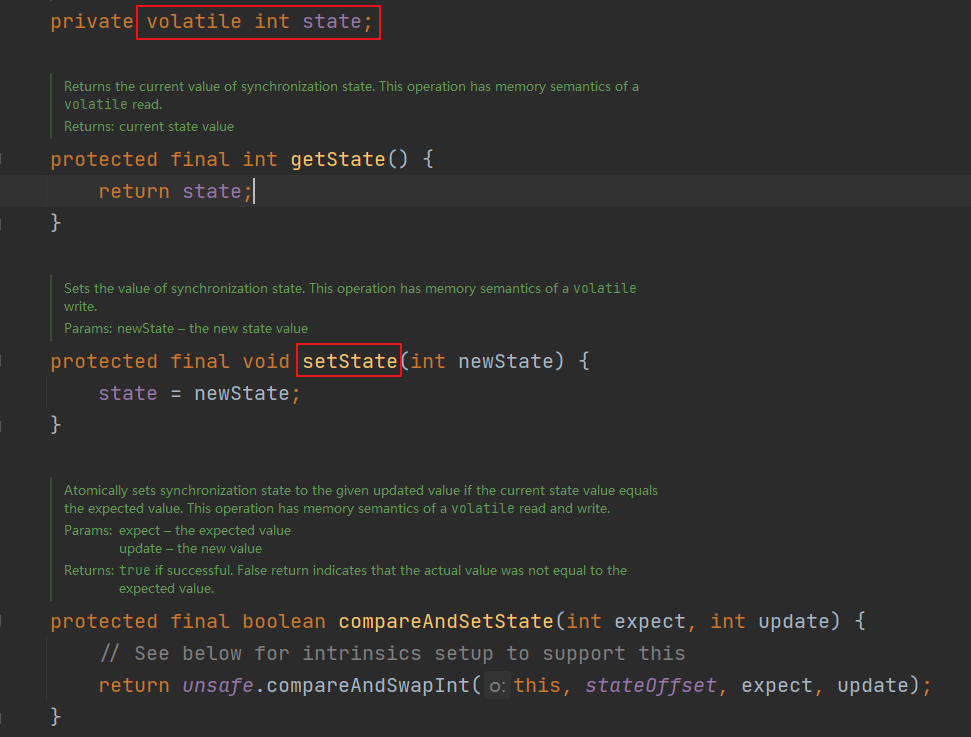 private volatile int state;
Returns the current value of synchronization state. This operation has memory semantics of a
volatile read.
Returns: current state value
protected final int getState() {
return state;
}
Sets the value of synchronization state. This operation has memory semantics of a volatile
write.
Params: newState – the new state value
protected final void setState(int newState) {
state = newState;
}
Atomically sets synchronization state to the given updated value if the current state value equals
the expected value. This operation has memory semantics of a volatile read and write.
Params: expect – the expected value
update – the new value
Returns: true if successful. False return indicates that the actual value was not equal to the
expected value.
protected final boolean compareAndSetState(int expect, int update) {
// See below for intrinsics setup to support this
return unsafe.compareAndSwapInt( o: this, stateOffset, expect, update);
}